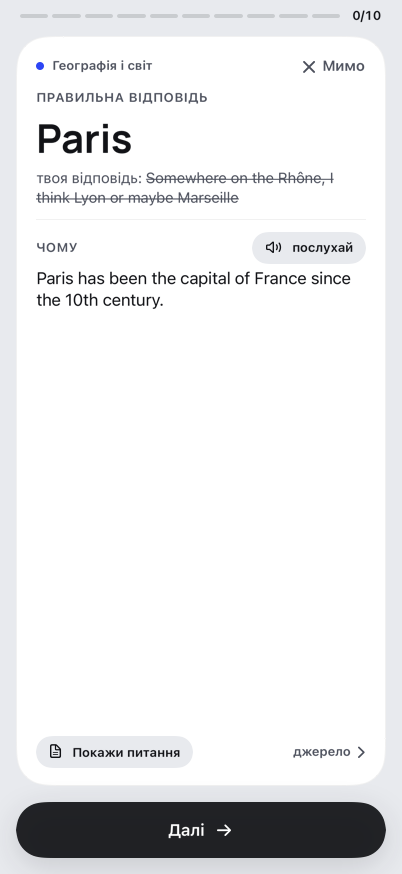 0/10
Географія і світ
Мимо
ПРАВИЛЬНА ВІДПОВІДЬ
Paris
твоя відповідь: Somewhere on the Rhône, I
think Lyon or maybe Marseille
ЧОМУ
послухай
Paris has been the capital of France since
the 10th century.
Покажи питання
джерело
Далі